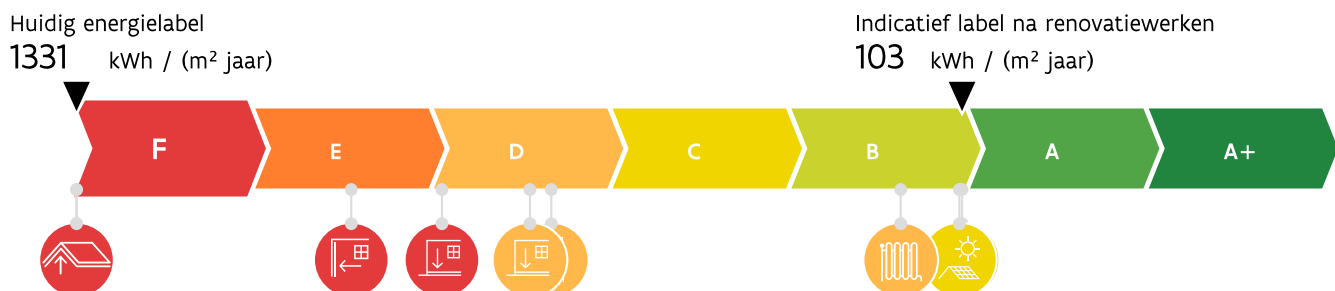 Huidig energielabel
1331 kWh / (m² jaar)
Indicatief label na renovatiewerken
103 kWh / (m² jaar)
F E D C B A A+